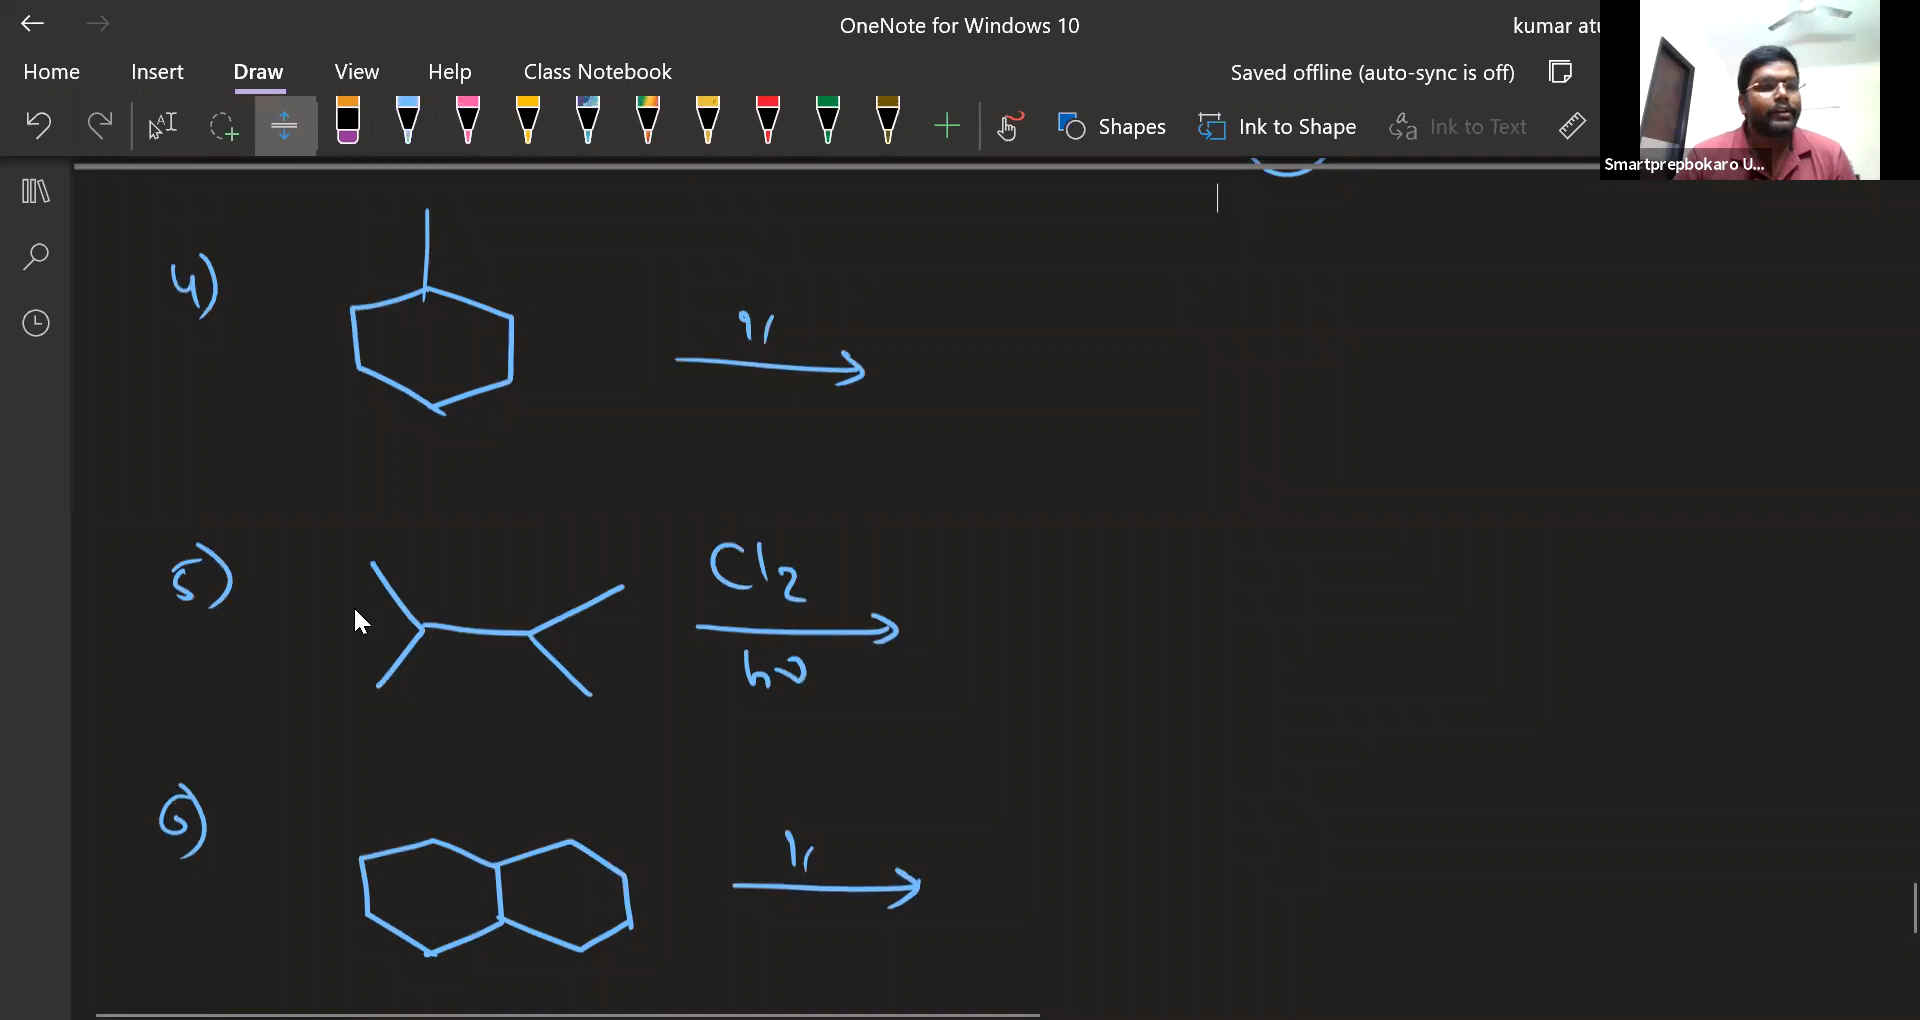 OneNote for Windows 10
kumar atu
Home Insert Draw View Help Class Notebook
Saved offline (auto-sync is off)
Shapes Ink to Shape Ink to Text
Smartprepbokaro U...
4)
"
5)
Cl2
hν
6)
"